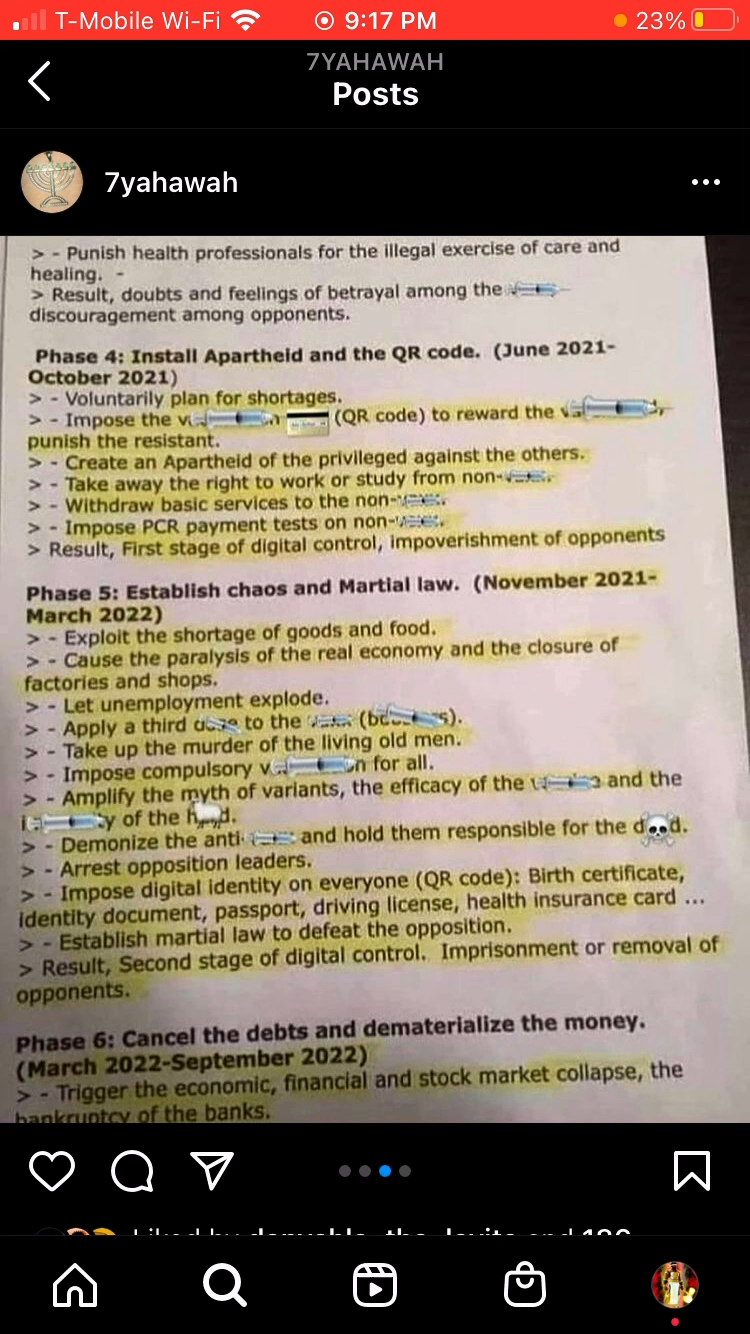 T-Mobile Wi-Fi 9:17 PM 23%
7YAHAWAH
Posts
7yahawah
> - Punish health professionals for the illegal exercise of care and
healing. -
> Result, doubts and feelings of betrayal among the
discouragement among opponents.
Phase 4: Install Apartheid and the QR code. (June 2021-
October 2021)
> - Voluntarily plan for shortages.
> - Impose the (QR code) to reward the
punish the resistant.
> - Create an Apartheid of the privileged against the others.
> - Take away the right to work or study from non-
> - Withdraw basic services to the non-
> - Impose PCR payment tests on non-
> Result, First stage of digital control, impoverishment of opponents
Phase 5: Establish chaos and Martial law. (November 2021-
March 2022)
> - Exploit the shortage of goods and food.
> - Cause the paralysis of the real economy and the closure of
factories and shops.
> - Let unemployment explode.
> - Apply a third to the
> - Take up the murder of the living old men.
> - Impose compulsory for all.
> - Amplify the myth of variants, the efficacy of the and the
of the
> - Demonize the anti- and hold them responsible for the
> - Arrest opposition leaders.
> - Impose digital identity on everyone (QR code): Birth certificate,
identity document, passport, driving license, health insurance card ...
> - Establish martial law to defeat the opposition.
> Result, Second stage of digital control. Imprisonment or removal of
opponents.
Phase 6: Cancel the debts and dematerialize the money.
(March 2022-September 2022)
> - Trigger the economic, financial and stock market collapse, the
bankruptcy of the banks.